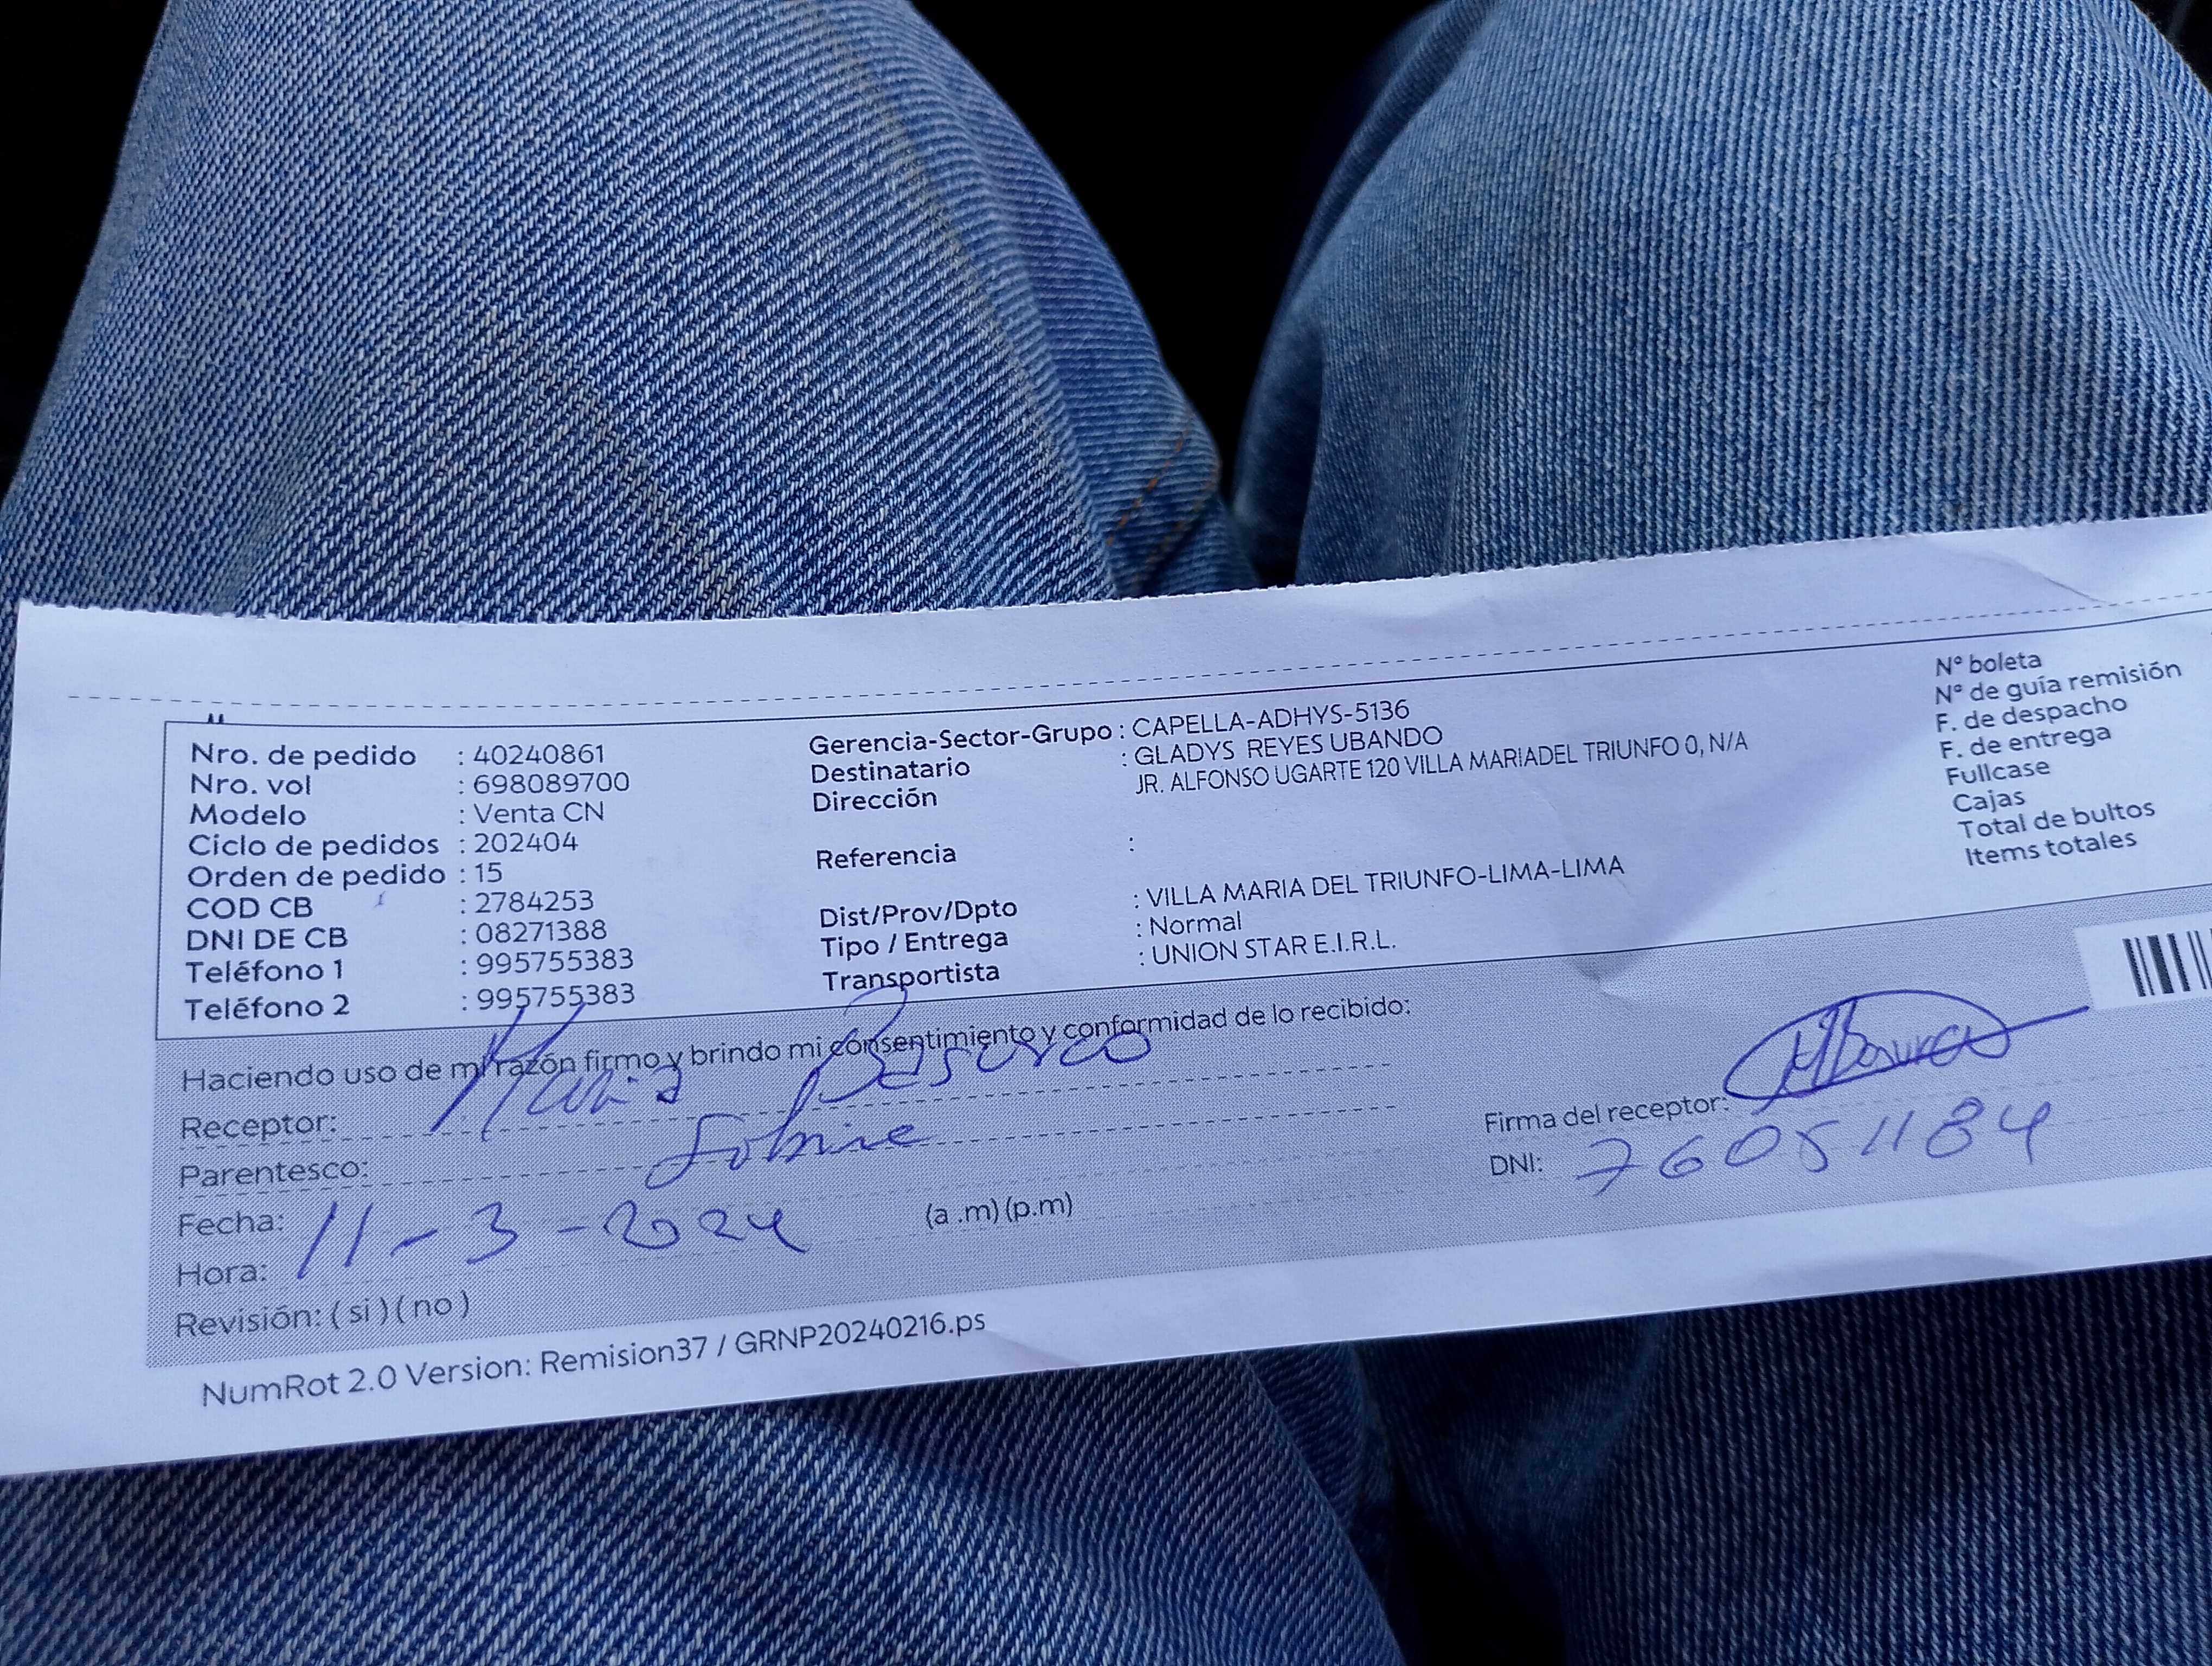 Nro. de pedido : 40240861
Nro. vol : 698089700
Modelo : Venta CN
Ciclo de pedidos : 202404
Orden de pedido : 15
COD CB : 2784253
DNI DE CB : 08271388
Teléfono 1 : 995755383
Teléfono 2 : 995755383
Gerencia-Sector-Grupo : CAPELLA-ADHYS-5136
Destinatario : GLADYS REYES UBANDO
Dirección JR. ALFONSO UGARTE 120 VILLA MARIADEL TRIUNFO 0, N/A
Referencia :
Dist/Prov/Dpto : VILLA MARIA DEL TRIUNFO-LIMA-LIMA
Tipo / Entrega : Normal
Transportista : UNION STAR E.I.R.L.
N° boleta
N° de guía remisión
F. de despacho
F. de entrega
Fullcase
Cajas
Total de bultos
Items totales
Haciendo uso de mi razón firmo y brindo mi consentimiento y conformidad de lo recibido:
Receptor: Basurco
Parentesco:
Fecha: 11-3-2024 (a .m) (p.m)
Hora:
Revisión: ( si ) ( no )
Firma del receptor:
DNI: 76051184
NumRot 2.0 Version: Remision37 / GRNP20240216.ps